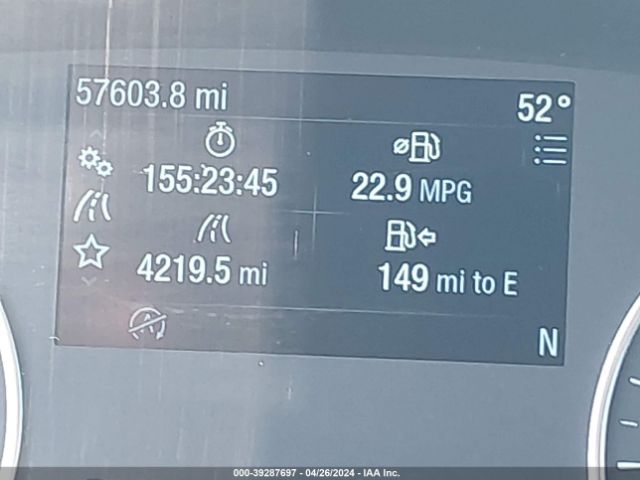 57603.8 mi
52°
155:23:45
22.9 MPG
4219.5 mi
149 mi to E
A
N
000-39287697 - 04/26/2024 - IAA Inc.